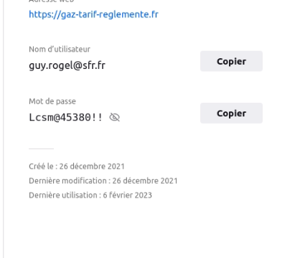 Adresse web
https://gaz-tarif-reglemente.fr
Nom d'utilisateur
guy.rogel@sfr.fr
Copier
Mot de passe
Lcsm@45380!!
Copier
Créé le : 26 décembre 2021
Dernière modification : 26 décembre 2021
Dernière utilisation : 6 février 2023